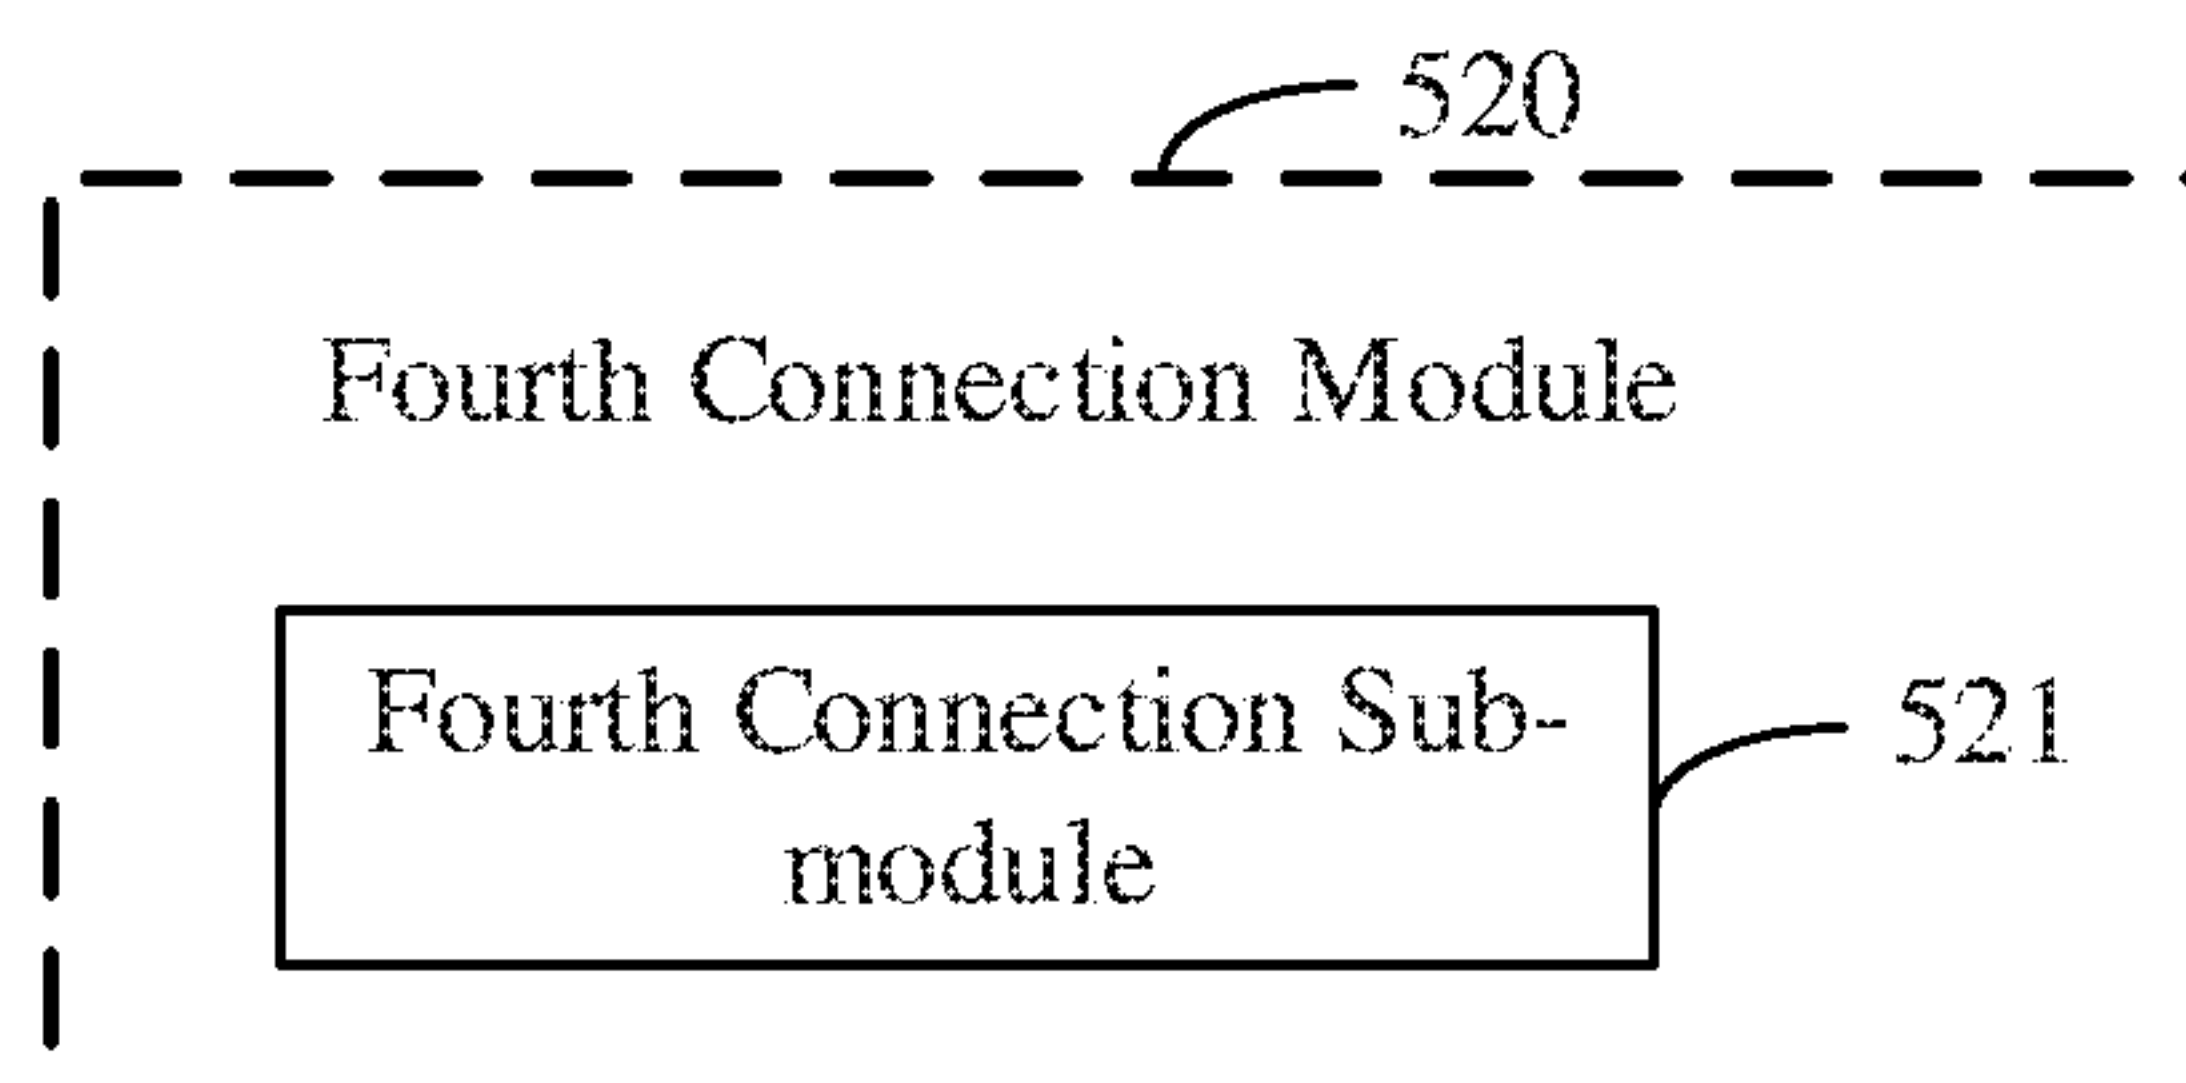 520
Fourth Connection Module
Fourth Connection Sub-
module
521